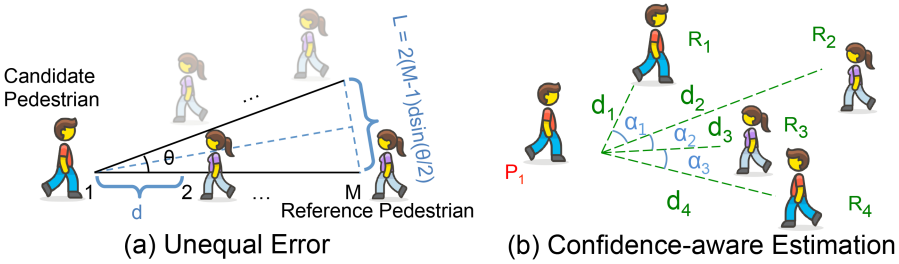 Candidate
Pedestrian
...
θ
1
2
...
M
d
L = 2(M-1)dsin(θ/2)
Reference Pedestrian
(a) Unequal Error
P1
R1
R2
R3
R4
d1
d2
d3
d4
α1
α2
α3
(b) Confidence-aware Estimation